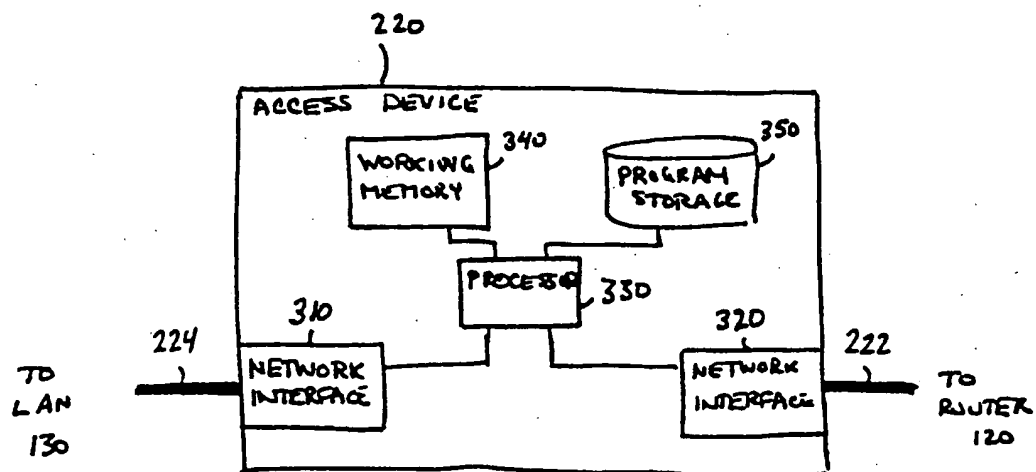 220
ACCESS DEVICE
340
350
WORKING
MEMORY
PROGRAM
STORAGE
PROCESSOR
330
310
320
224
222
NETWORK
INTERFACE
NETWORK
INTERFACE
TO
LAN
130
TO
ROUTER
120